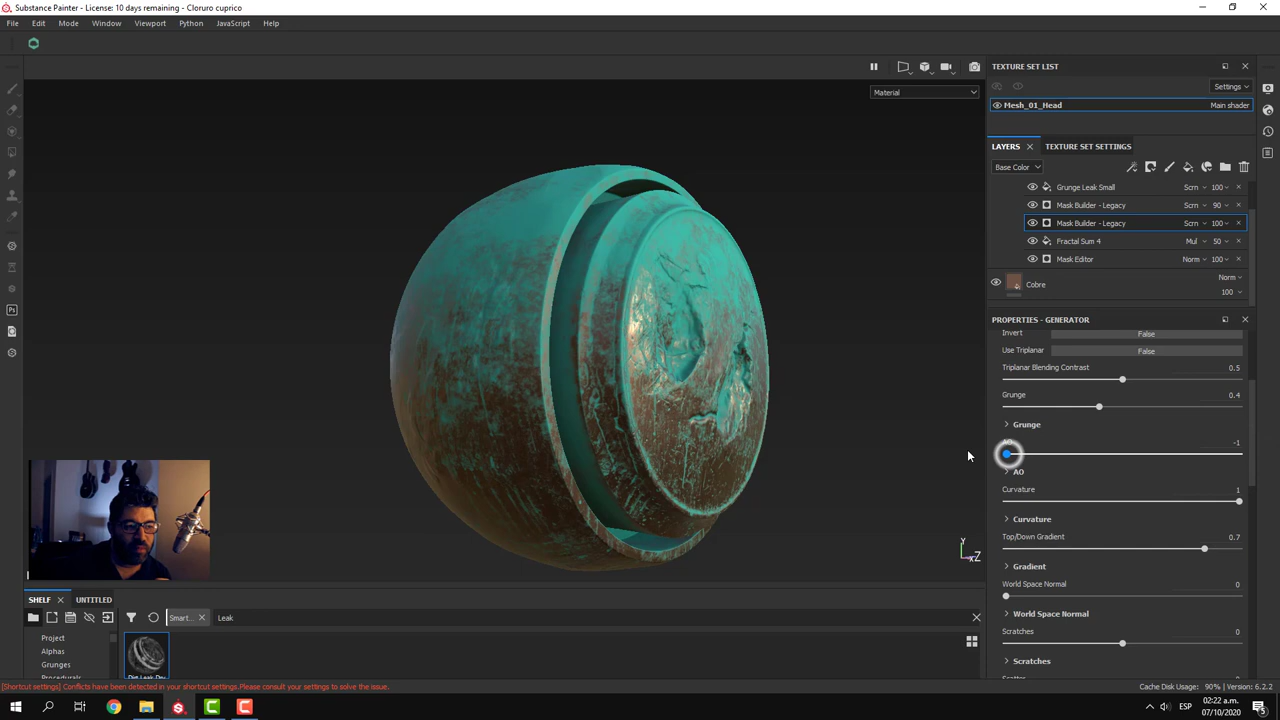 Substance Painter - License: 10 days remaining - Cloruro cuprico
File Edit Mode Window Viewport Python JavaScript Help
Material
TEXTURE SET LIST
Settings
Mesh_01_Head Main shader
LAYERS TEXTURE SET SETTINGS
Base Color
Grunge Leak Small Scrn 100
Mask Builder - Legacy Scrn 90
Mask Builder - Legacy Scrn 100
Fractal Sum 4 Mul 50
Mask Editor Norm 100
Norm
Cobre
100
PROPERTIES - GENERATOR
Invert False
Use Triplanar False
Triplanar Blending Contrast 0.5
Grunge 0.4
Grunge
-1
AO
Curvature 1
Curvature
Top/Down Gradient 0.7
Gradient
World Space Normal 0
World Space Normal
Scratches 0
Scratches
Y
Z
SHELF UNTITLED
Smart... Leak
Project
Alphas
Grunges
Procedurals
[Shortcut settings] Conflicts have been detected in your shortcut settings.Please consult your settings to solve the issue.
Cache Disk Usage: 90% | Version: 6.2.2
Ps
ESP
02:22 a.m.
07/10/2020
5